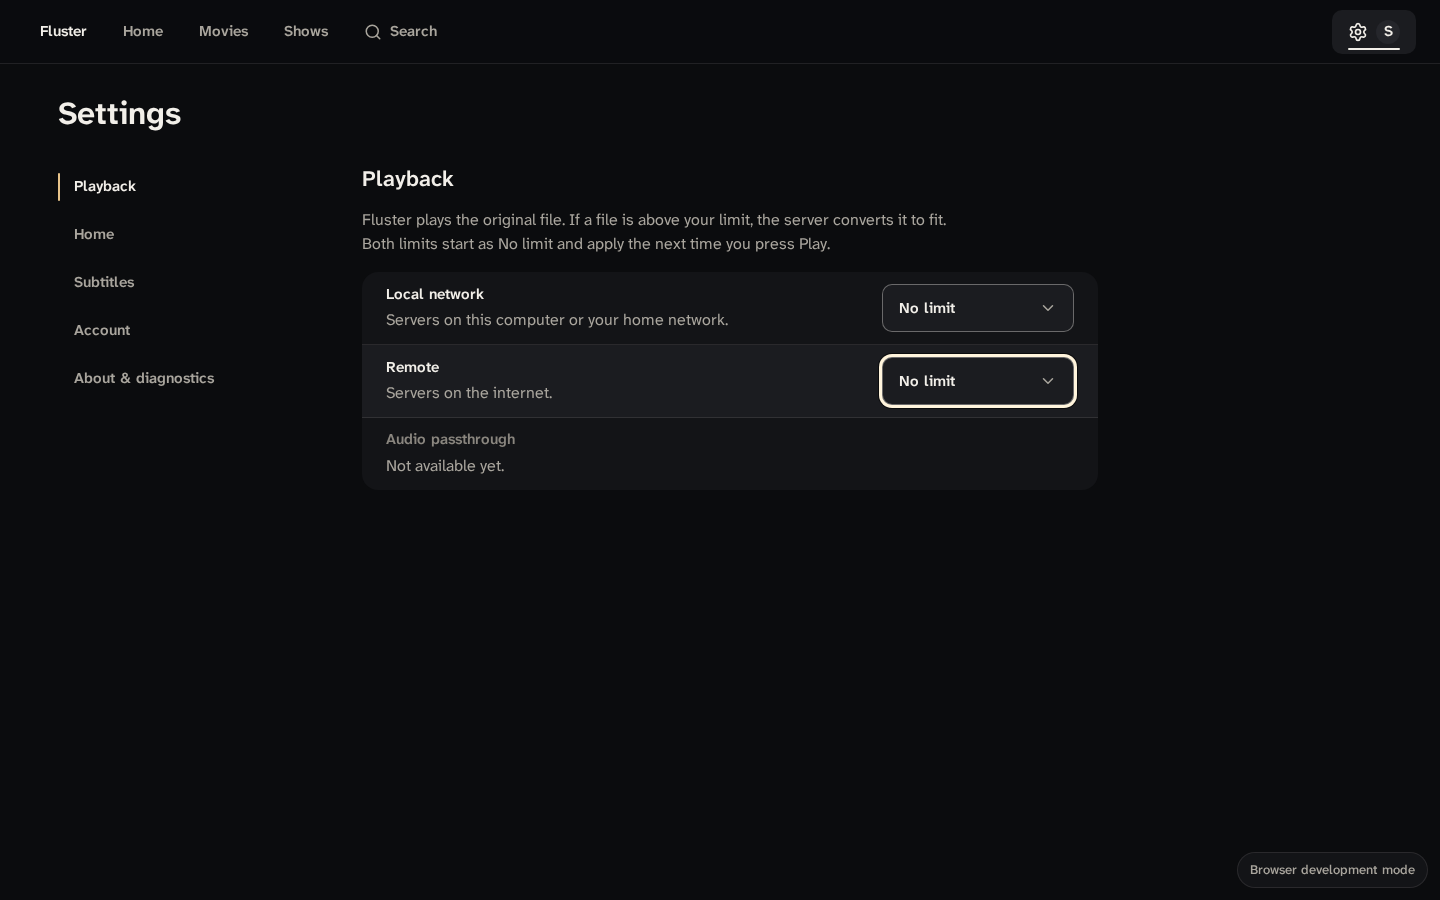 Fluster
Home
Movies
Shows
Search
S
Settings
Playback
Home
Subtitles
Account
About & diagnostics
Playback
Fluster plays the original file. If a file is above your limit, the server converts it to fit.
Both limits start as No limit and apply the next time you press Play.
Local network
Servers on this computer or your home network.
No limit
Remote
Servers on the internet.
No limit
Audio passthrough
Not available yet.
Browser development mode